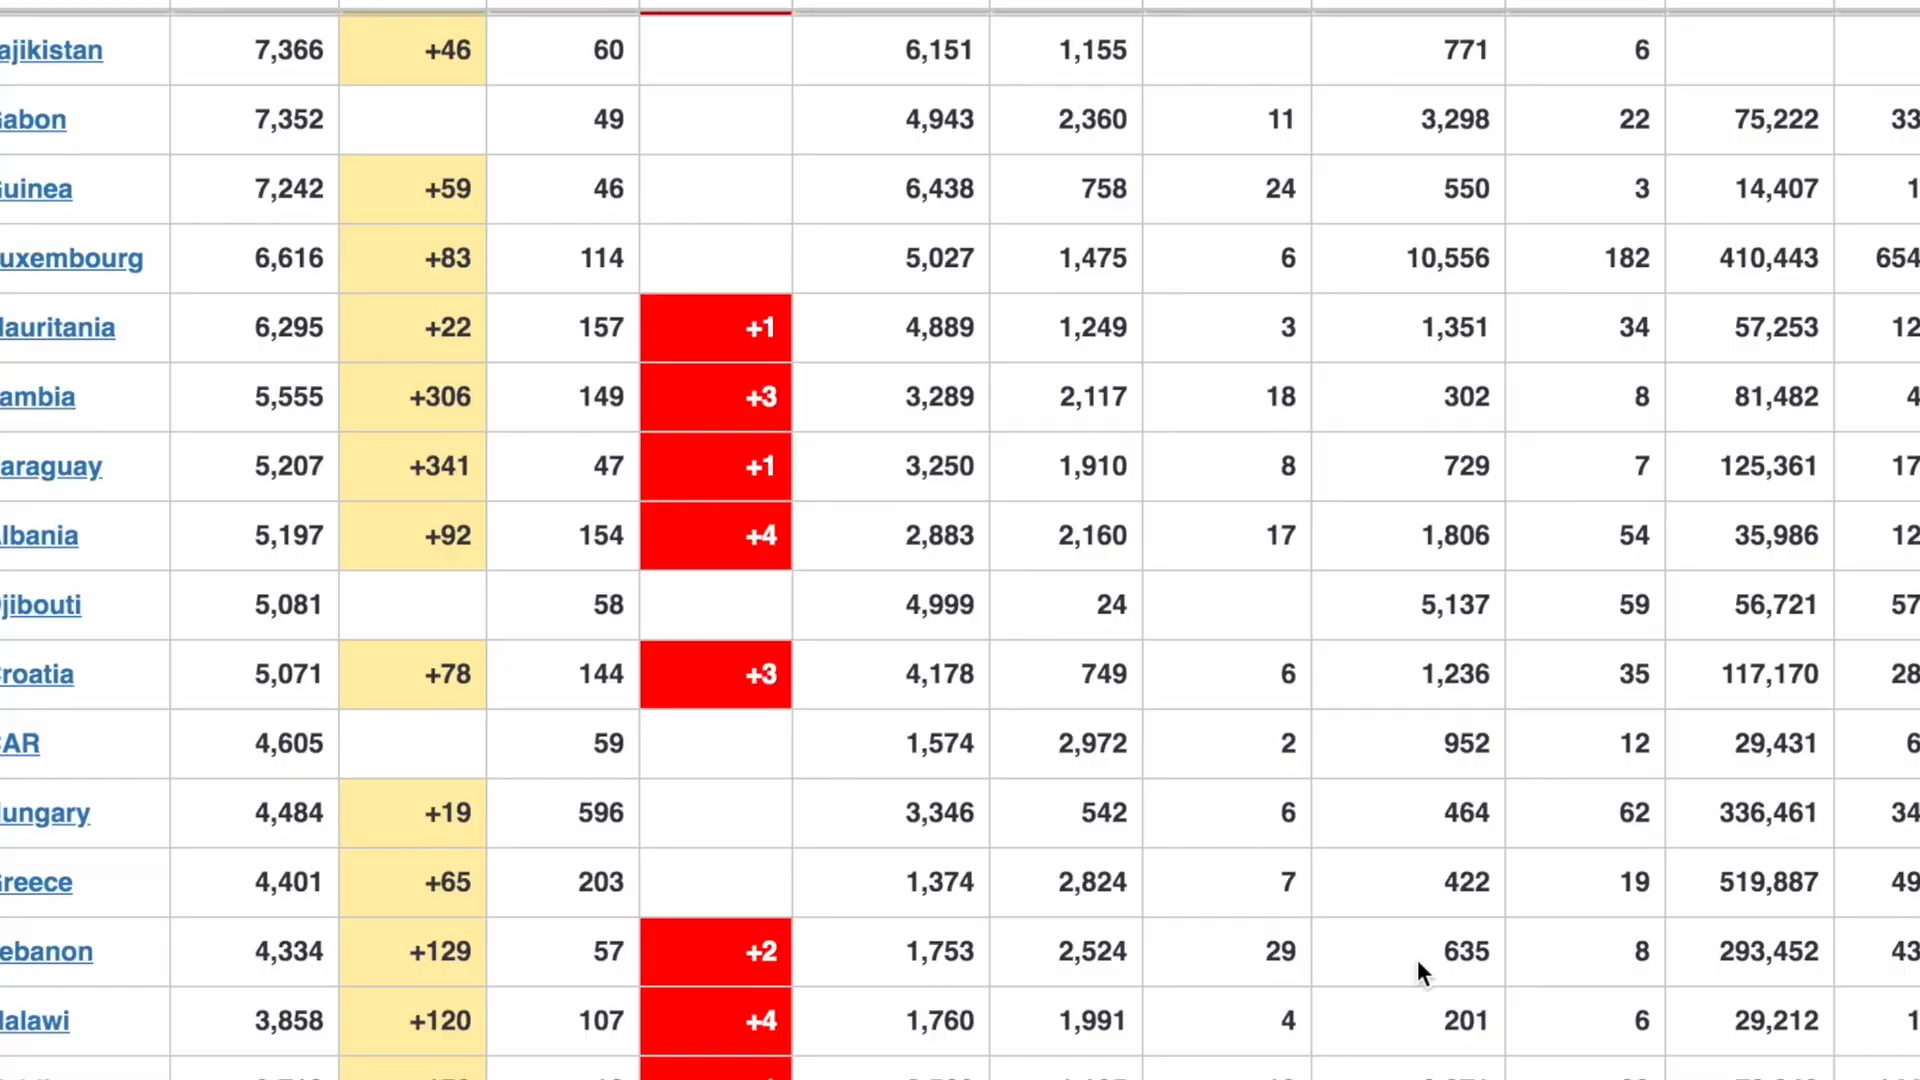 ajikistan 7,366 +46 60 6,151 1,155 771 6
abon 7,352 49 4,943 2,360 11 3,298 22 75,222 33
uinea 7,242 +59 46 6,438 758 24 550 3 14,407 1
uxembourg 6,616 +83 114 5,027 1,475 6 10,556 182 410,443 654
auritania 6,295 +22 157 +1 4,889 1,249 3 1,351 34 57,253 12
ambia 5,555 +306 149 +3 3,289 2,117 18 302 8 81,482 4
araguay 5,207 +341 47 +1 3,250 1,910 8 729 7 125,361 17
lbania 5,197 +92 154 +4 2,883 2,160 17 1,806 54 35,986 12
jibouti 5,081 58 4,999 24 5,137 59 56,721 57
roatia 5,071 +78 144 +3 4,178 749 6 1,236 35 117,170 28
AR 4,605 59 1,574 2,972 2 952 12 29,431 6
ungary 4,484 +19 596 3,346 542 6 464 62 336,461 34
reece 4,401 +65 203 1,374 2,824 7 422 19 519,887 49
ebanon 4,334 +129 57 +2 1,753 2,524 29 635 8 293,452 43
alawi 3,858 +120 107 +4 1,760 1,991 4 201 6 29,212 1